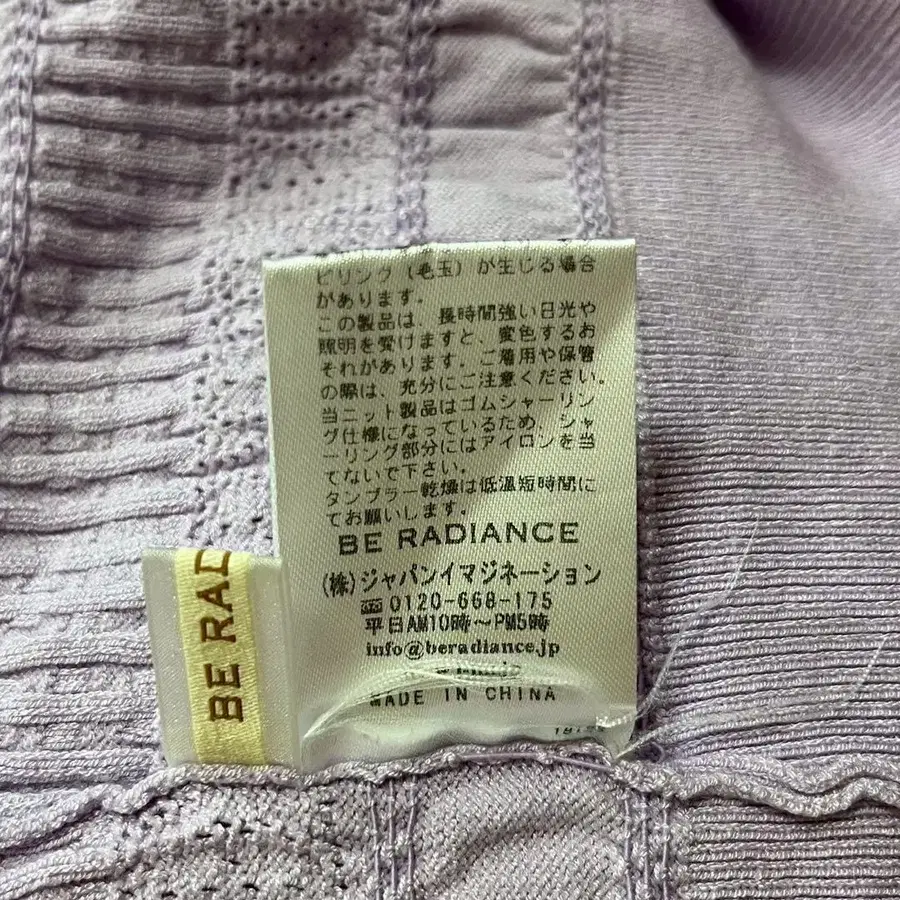 ピリング（毛玉）が生じる場合
があります。
この製品は、長時間強い日光や
照明を受けますと、変色するお
それがあります。ご着用や保管
の際は、充分にご注意ください。
当ニット製品はゴムシャーリン
グ仕様になっているため、シャ
ーリング部分にはアイロンを当
てないで下さい。
タンブラー乾燥は低温短時間に
てお願いします。
BE RADIANCE
(株)ジャパンイマジネーション
0120-668-175
平日AM10時〜PM5時
info@beradiance.jp
MADE IN CHINA
BE RAD